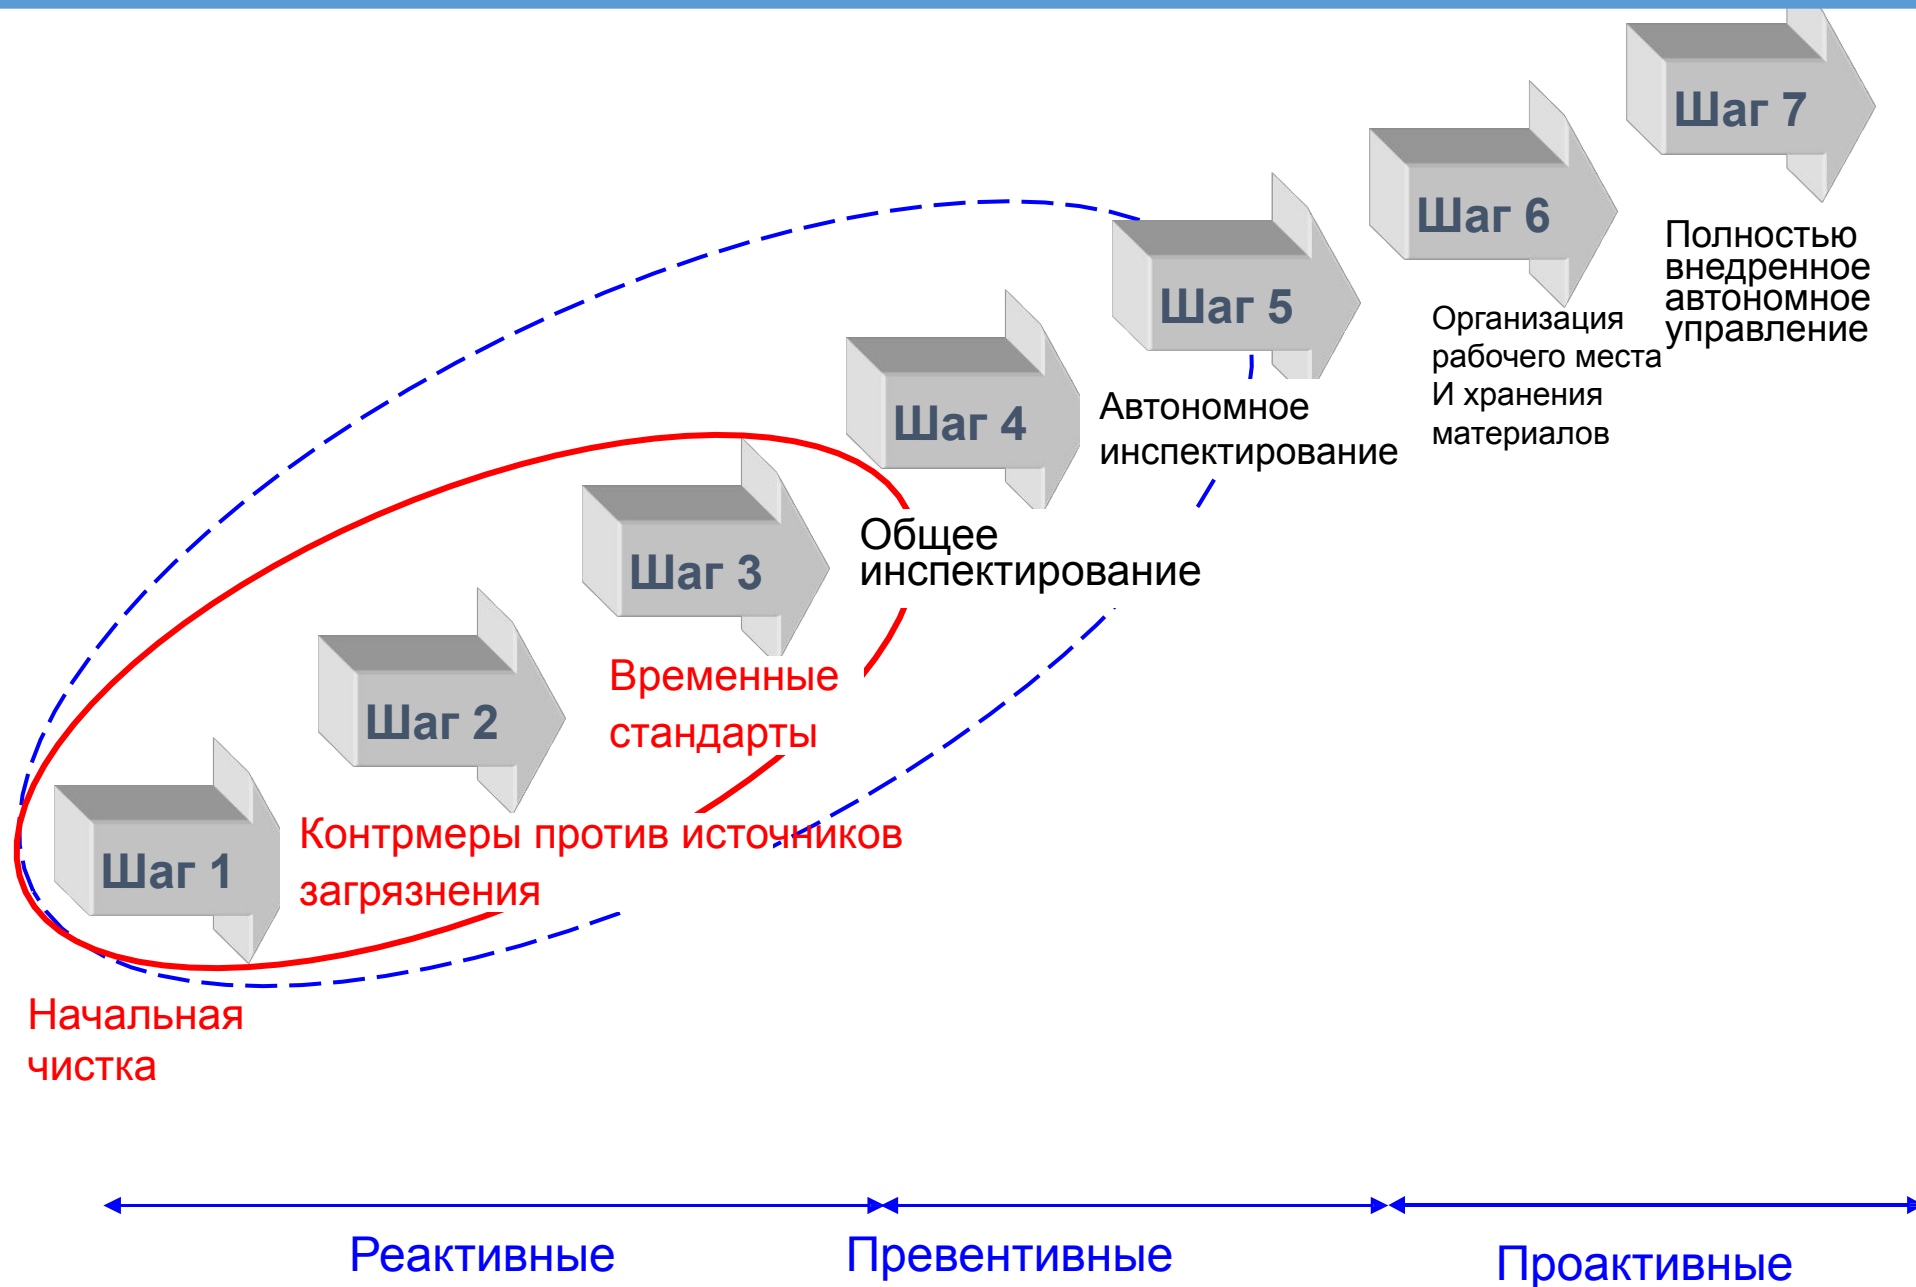 Шаг 1
Начальная
чистка
Шаг 2
Контрмеры против источников
загрязнения
Шаг 3
Временные
стандарты
Шаг 4
Общее
инспектирование
Шаг 5
Автономное
инспектирование
Шаг 6
Организация
рабочего места
И хранения
материалов
Шаг 7
Полностью
внедренное
автономное
управление
Реактивные
Превентивные
Проактивные